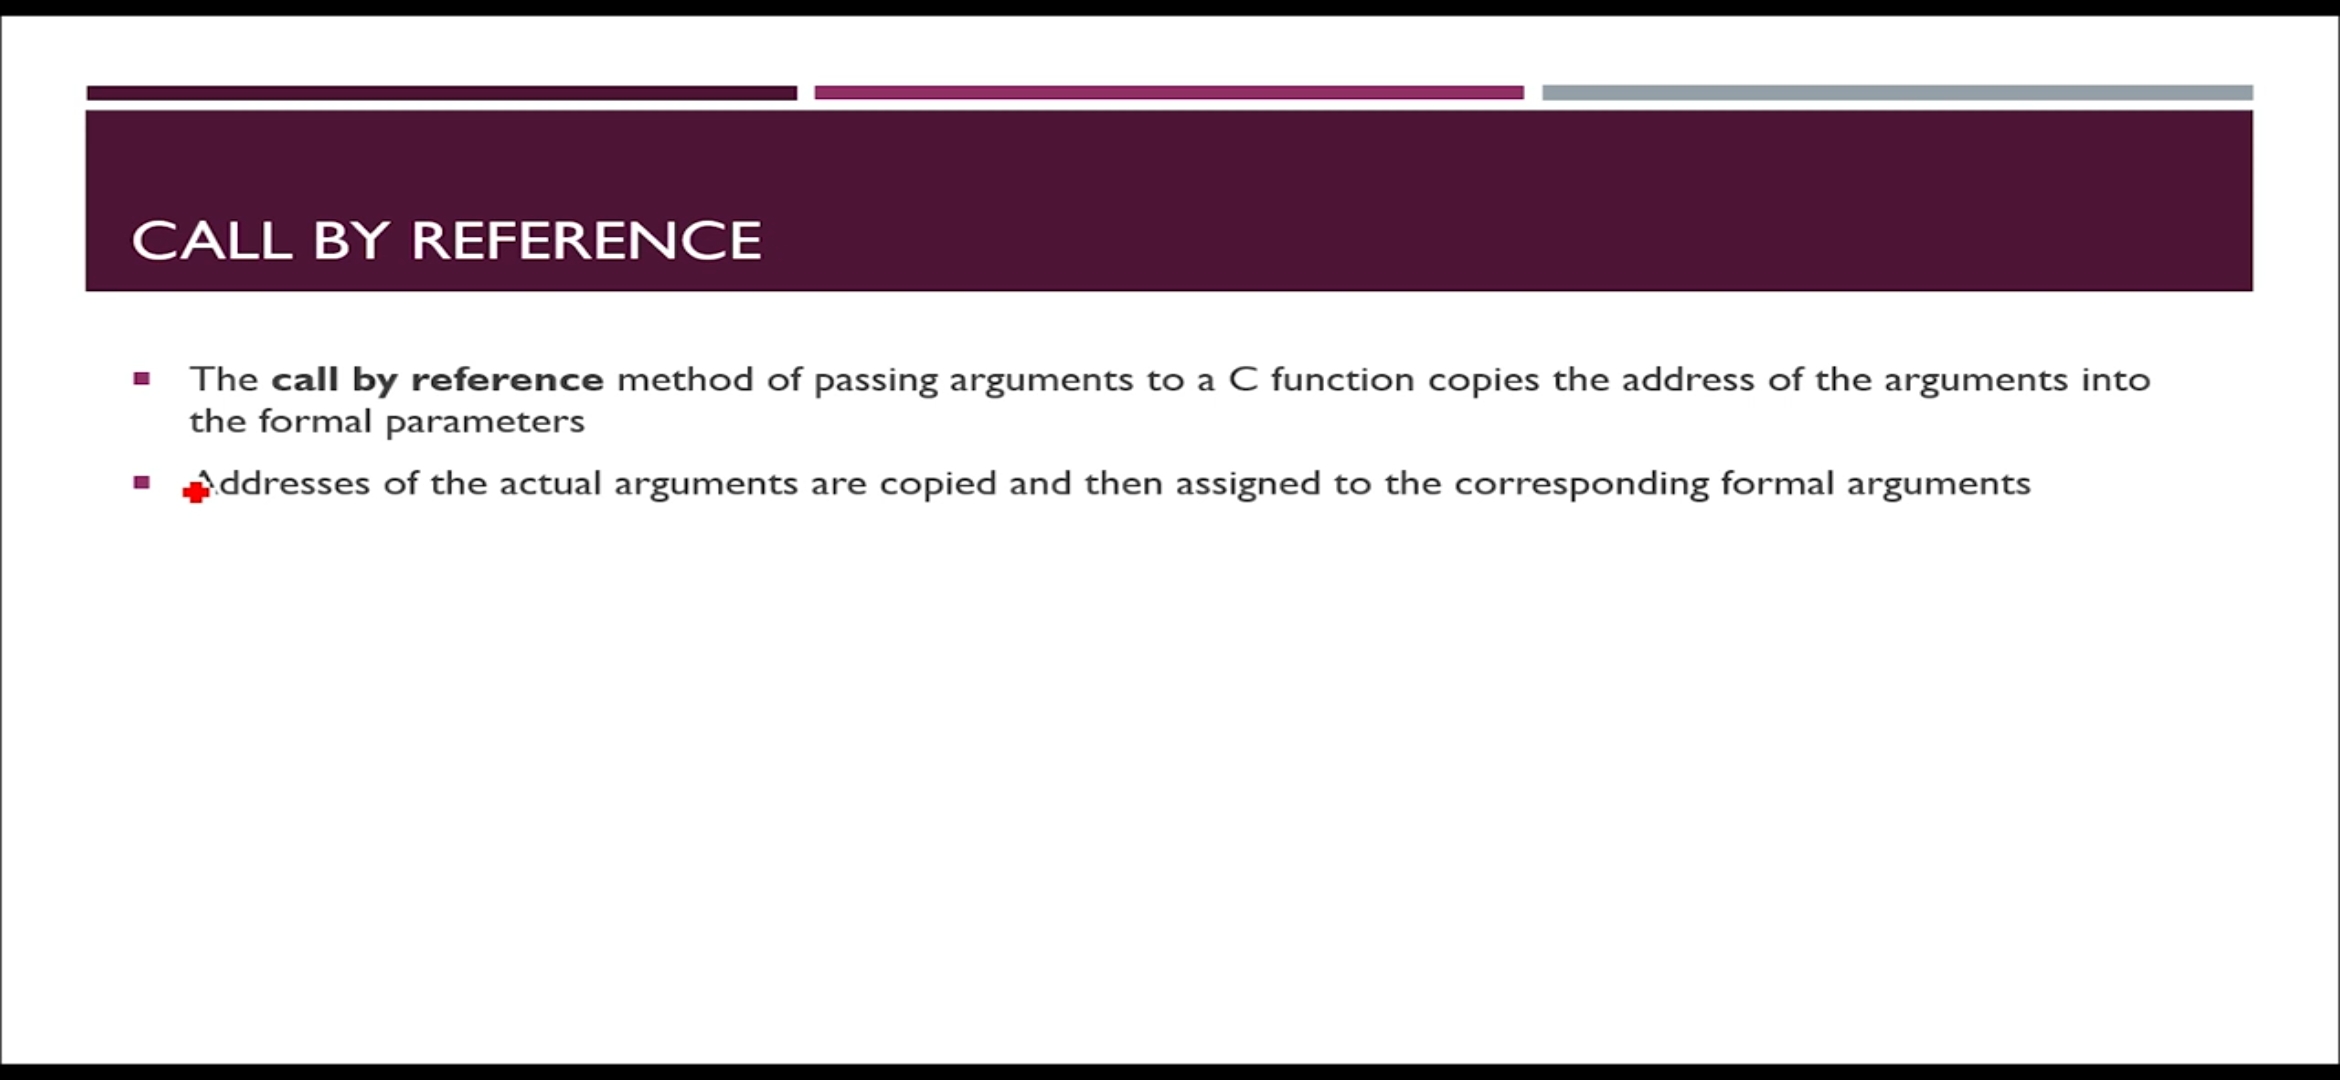 CALL BY REFERENCE
The call by reference method of passing arguments to a C function copies the address of the arguments into
the formal parameters
Addresses of the actual arguments are copied and then assigned to the corresponding formal arguments